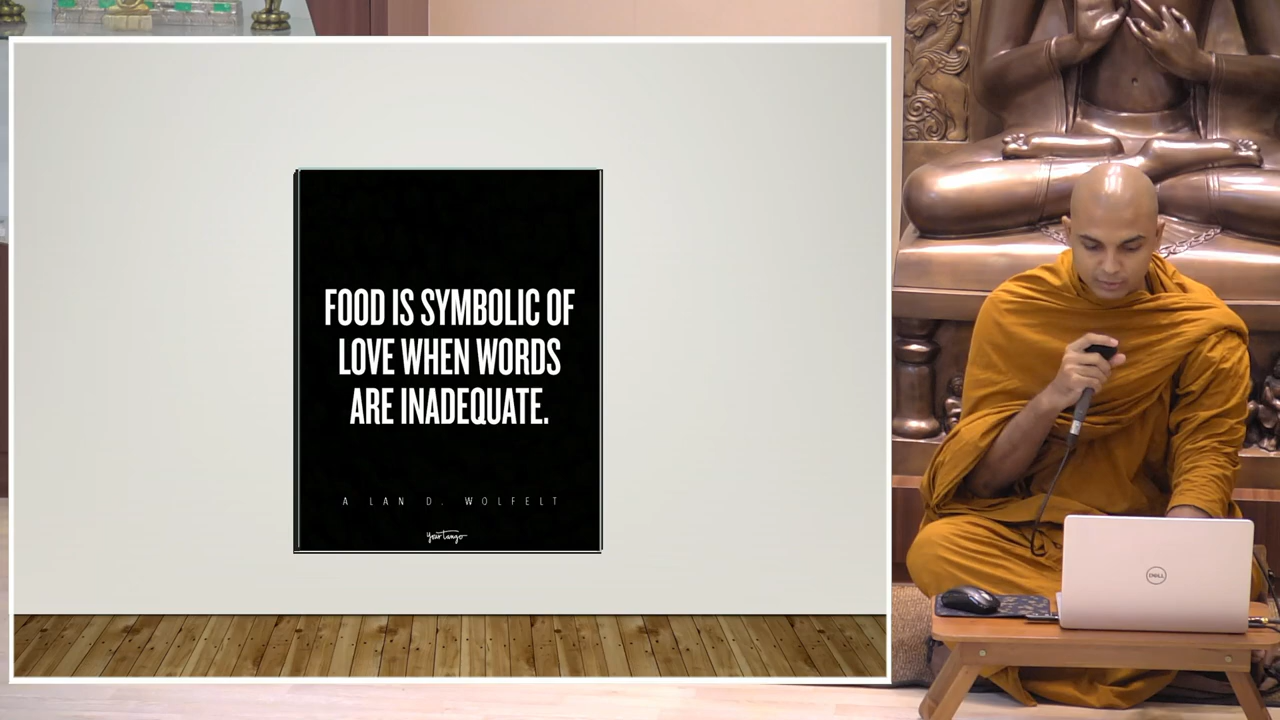 FOOD IS SYMBOLIC OF
LOVE WHEN WORDS
ARE INADEQUATE.
A LAN D. WOLFELT
YourTango
DELL